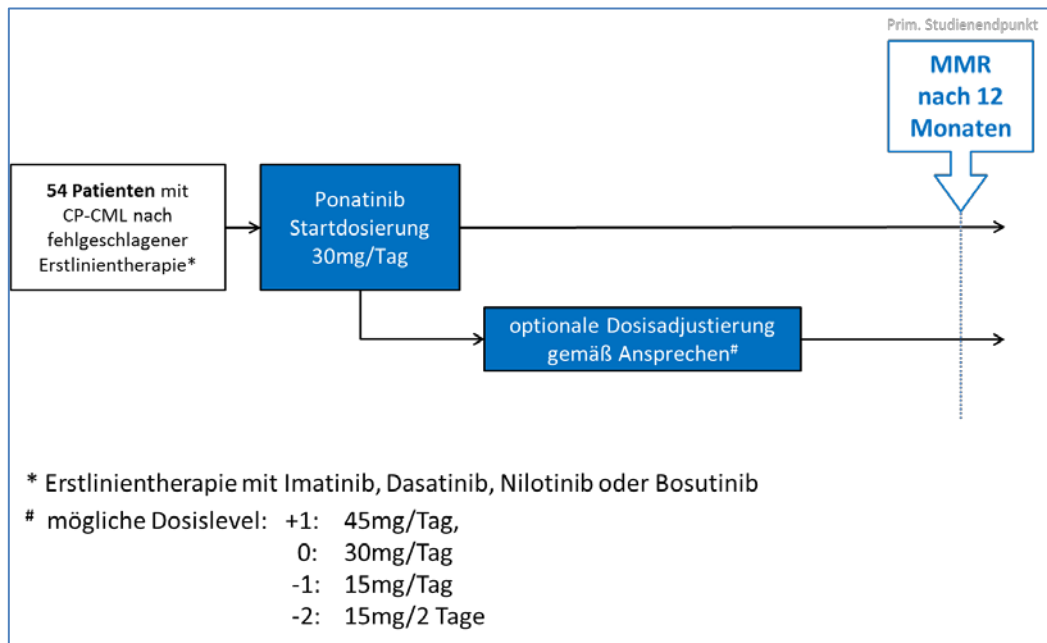 Prim. Studienendpunkt
MMR
nach 12
Monaten
54 Patienten mit
CP-CML nach
fehlgeschlagener
Erstlinientherapie*
Ponatinib
Startdosierung
30mg/Tag
optionale Dosisadjustierung
gemäß Ansprechen#
* Erstlinientherapie mit Imatinib, Dasatinib, Nilotinib oder Bosutinib
# mögliche Dosislevel: +1: 45mg/Tag,
0: 30mg/Tag
-1: 15mg/Tag
-2: 15mg/2 Tage